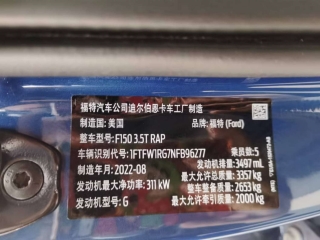 福特汽车公司迪尔伯恩卡车工厂制造
制造国: 美国 品牌: 福特 (Ford)
整车型号: F150 3.5T RAP
车辆识别代号: 1FTFW1RG7NFB96277 乘员数: 5
制造年月: 2022-08 发动机排量: 3497 mL
发动机最大净功率: 311 kW 最大允许总质量: 3357 kg
发动机型号: G 整车整备质量: 2653 kg
最大允许牵引质量: 2000 kg